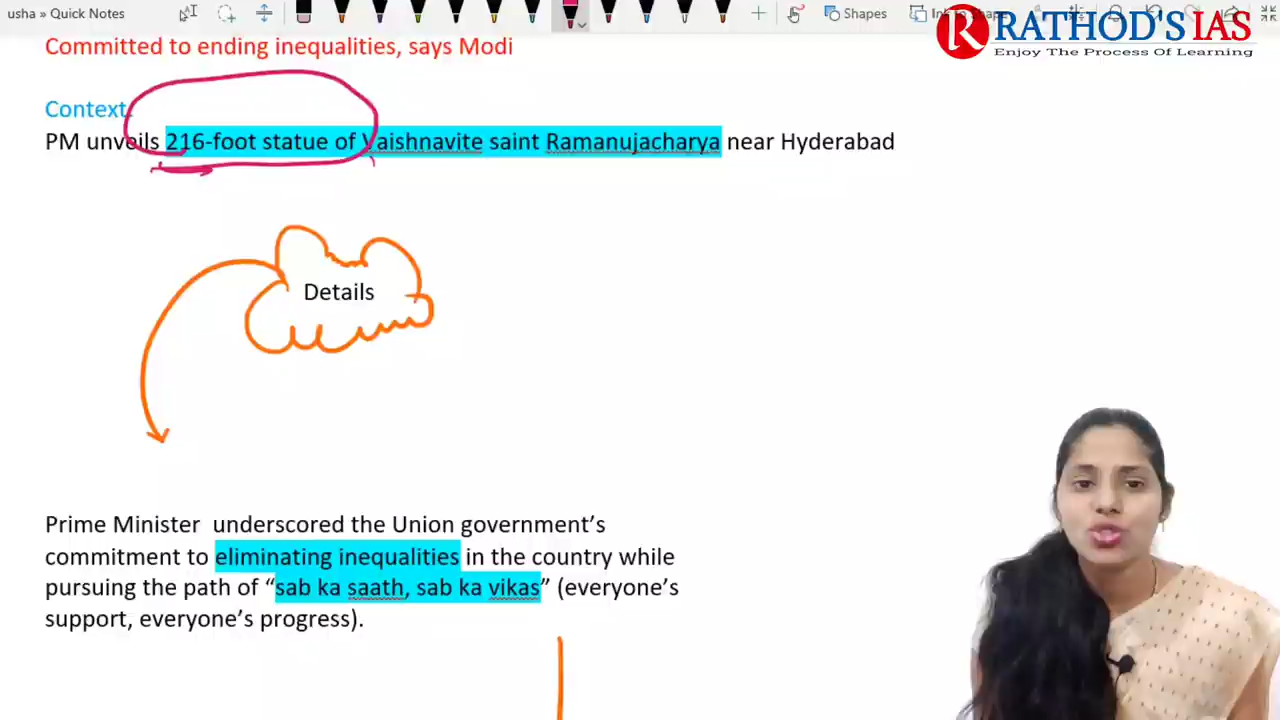 usha » Quick Notes
Shapes
RATHOD'S IAS
Enjoy The Process Of Learning
Committed to ending inequalities, says Modi
Context
PM unveils 216-foot statue of Vaishnavite saint Ramanujacharya near Hyderabad
Details
Prime Minister underscored the Union government's
commitment to eliminating inequalities in the country while
pursuing the path of “sab ka saath, sab ka vikas” (everyone's
support, everyone's progress).